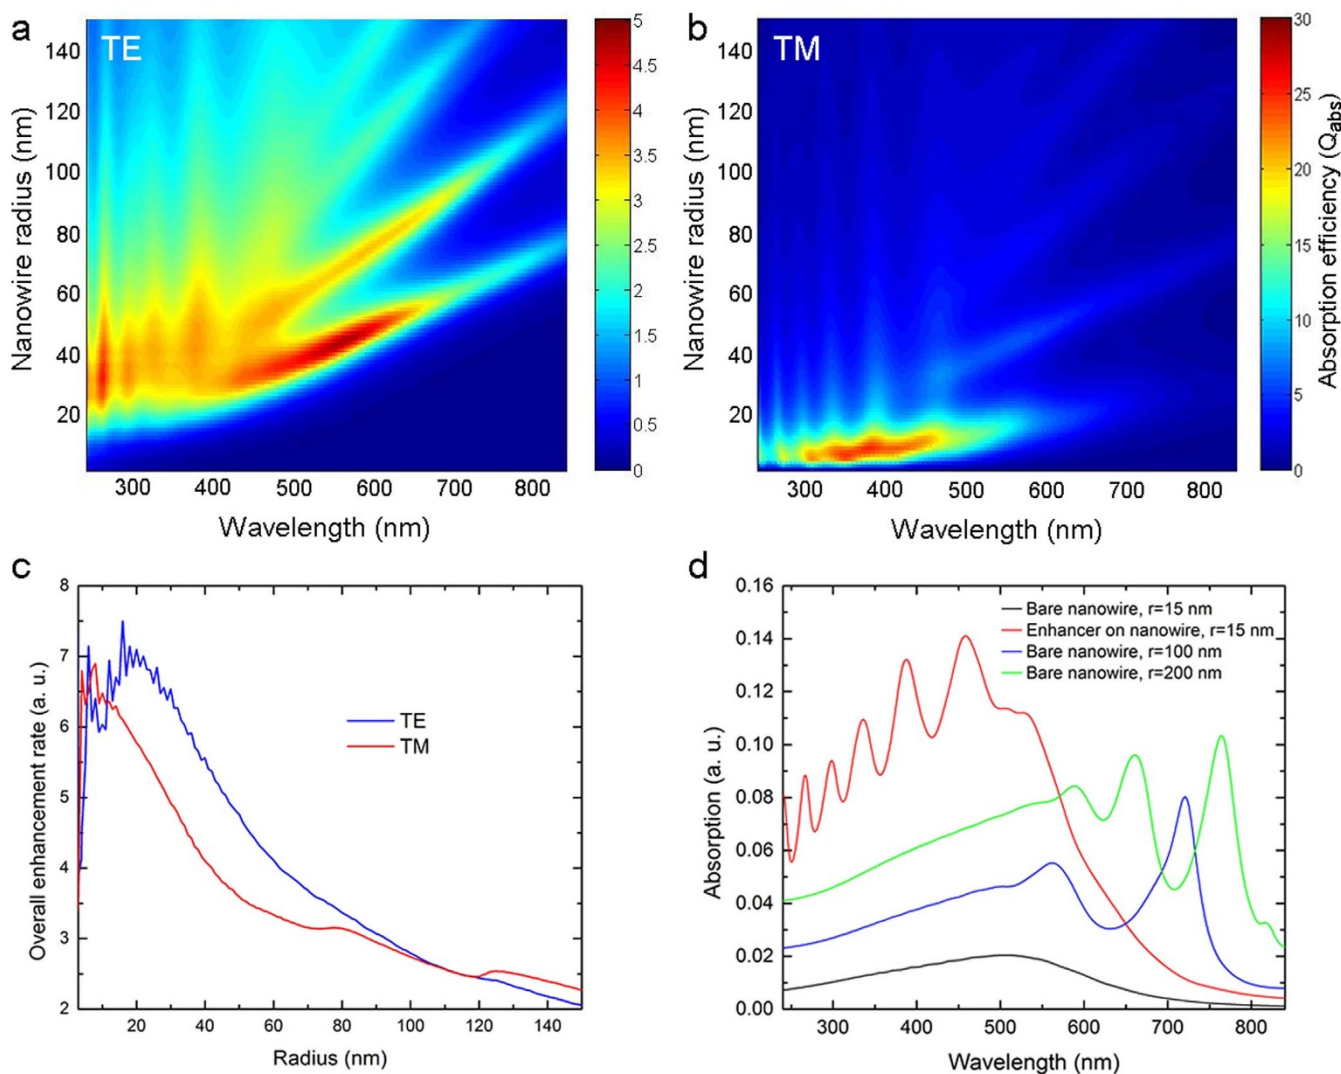 a
TE
Nanowire radius (nm)
140
120
100
80
60
40
20
300 400 500 600 700 800
Wavelength (nm)
5
4.5
4
3.5
3
2.5
2
1.5
1
0.5
0
b
TM
Nanowire radius (nm)
140
120
100
80
60
40
20
300 400 500 600 700 800
Wavelength (nm)
30
25
20
15
10
5
0
Absorption efficiency (Qabs)
c
Overall enhancement rate (a. u.)
8
7
6
5
4
3
2
TE
TM
20 40 60 80 100 120 140
Radius (nm)
d
Absorption (a. u.)
0.16
0.14
0.12
0.10
0.08
0.06
0.04
0.02
0.00
Bare nanowire, r=15 nm
Enhancer on nanowire, r=15 nm
Bare nanowire, r=100 nm
Bare nanowire, r=200 nm
300 400 500 600 700 800
Wavelength (nm)